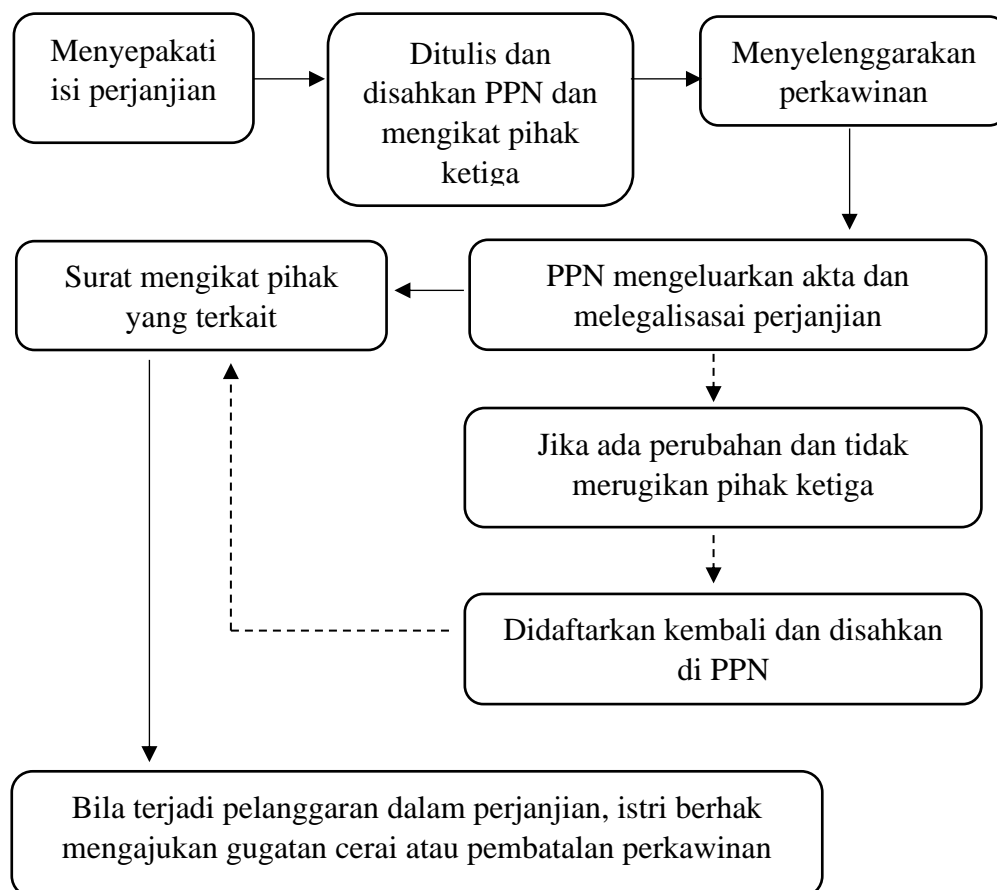 Menyepakati
isi perjanjian
Ditulis dan
disahkan PPN dan
mengikat pihak
ketiga
Menyelenggarakan
perkawinan
Surat mengikat pihak
yang terkait
PPN mengeluarkan akta dan
melegalisasai perjanjian
Jika ada perubahan dan tidak
merugikan pihak ketiga
Didaftarkan kembali dan disahkan
di PPN
Bila terjadi pelanggaran dalam perjanjian, istri berhak
mengajukan gugatan cerai atau pembatalan perkawinan